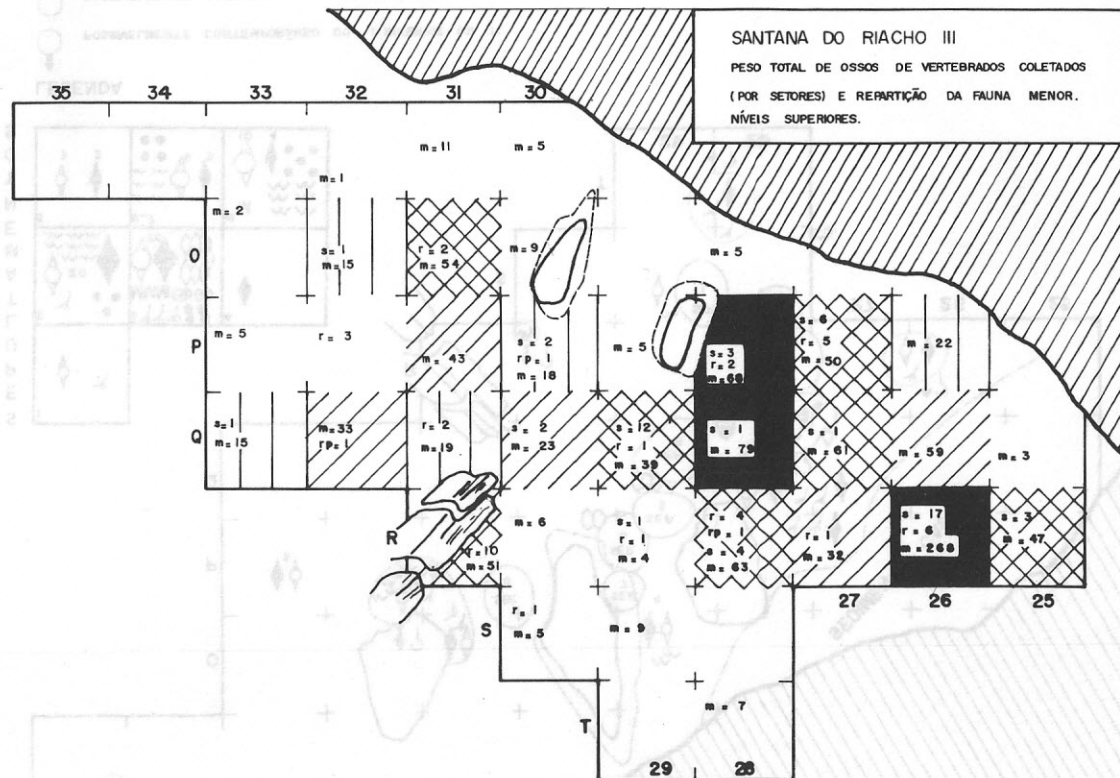 SANTANA DO RIACHO III
PESO TOTAL DE OSSOS DE VERTEBRADOS COLETADOS
(POR SETORES) E REPARTIÇÃO DA FAUNA MENOR.
NÍVEIS SUPERIORES.
35 34 33 32 31 30
m=11 m=5
m=1
O
m=2
s=1
m=15
r=2
m=54
m=9
m=5
P
m=5
r=3
m=43
s=2
rp=1
m=18
m=5
s=3
r=2
m=68
s=6
r=5
m=50
m=22
Q
s=1
m=15
m=33
rp=1
r=2
m=19
s=2
m=23
s=12
r=1
m=39
s=1
m=79
s=1
m=61
m=59
m=3
R
r=10
m=51
m=6
s=1
r=1
m=4
r=4
rp=1
s=4
m=63
r=1
m=32
s=17
r=6
m=268
s=3
m=47
27 26 25
S
r=1
m=5
m=9
T
m=7
29 28